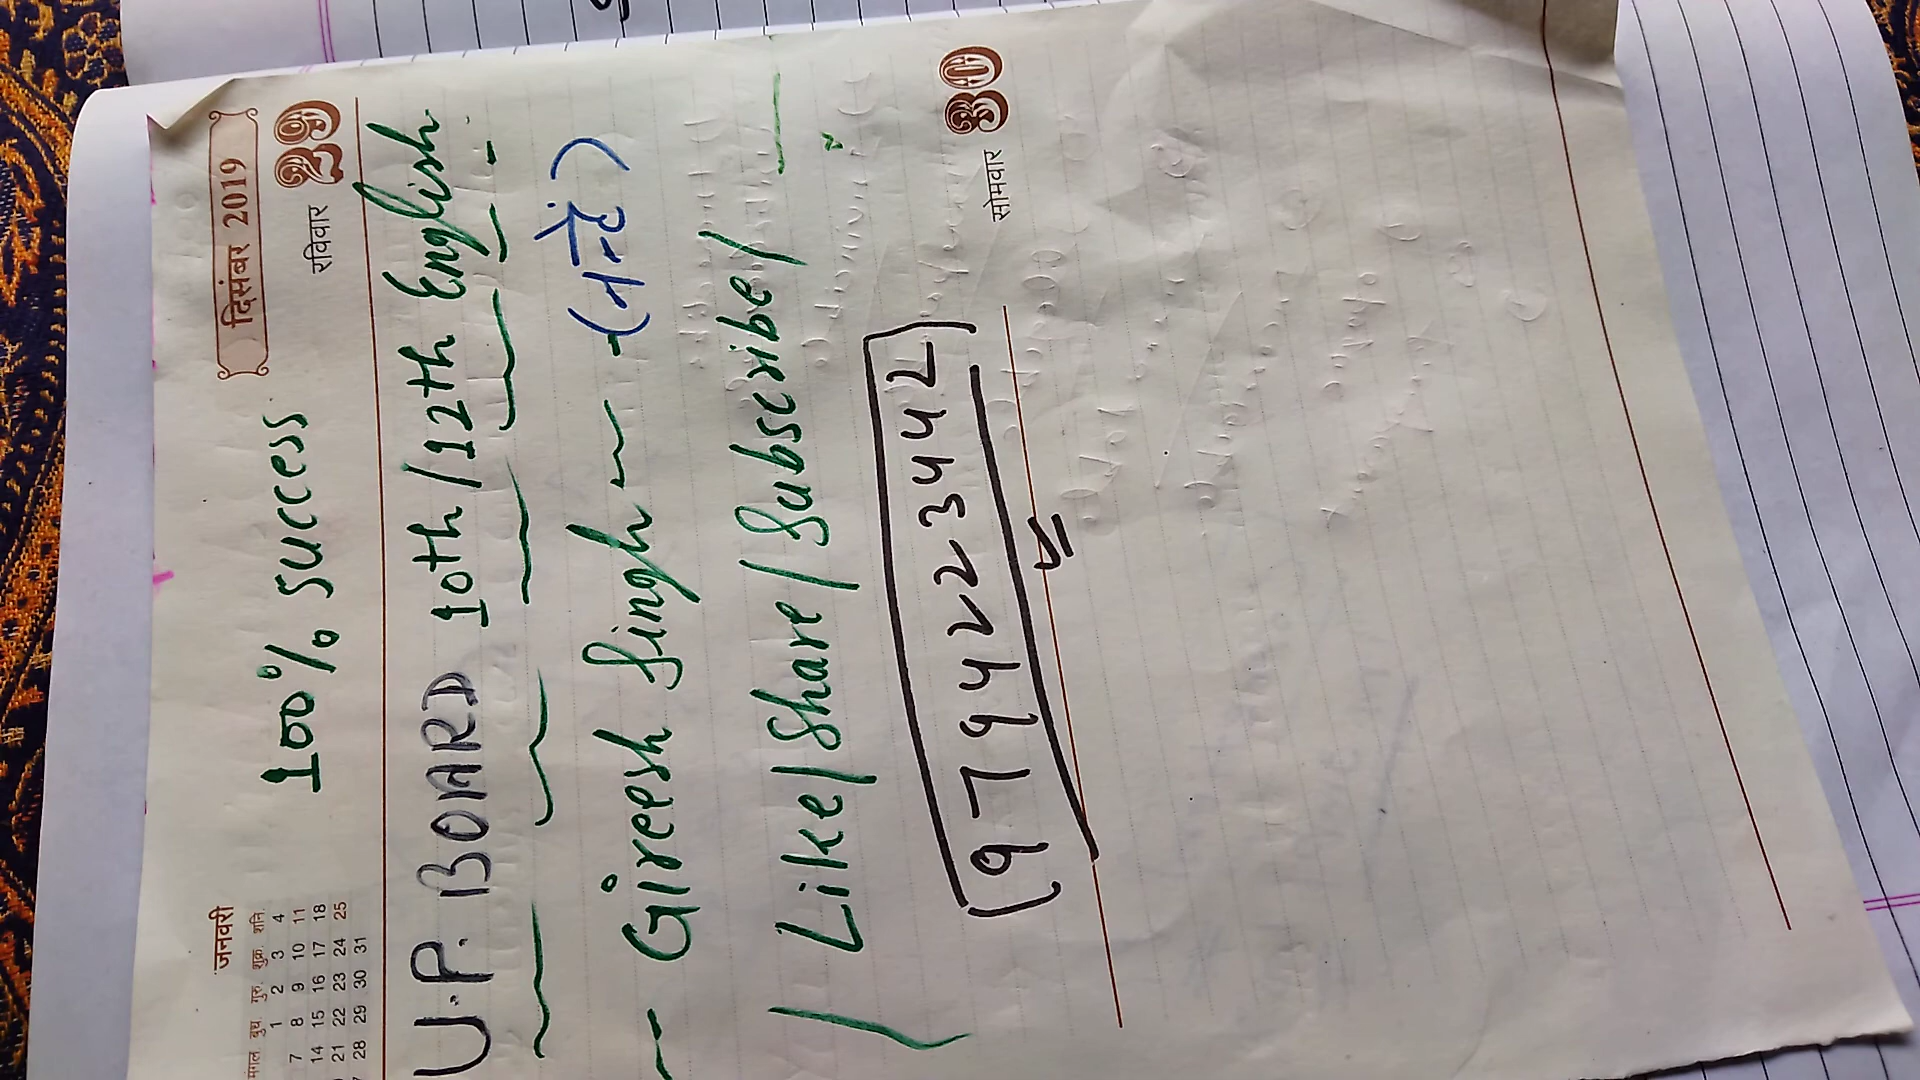 जनवरी
मंगल बुध गुरु. शुक्र. शनि.
1 2 3 4
7 8 9 10 11
14 15 16 17 18
21 22 23 24 25
28 29 30 31
दिसंबर 2019
रविवार 29
100% success
U.P. BOARD 10th/12th English
Gireesh Singh
/Like/Share/Subscribe/
(9794223442)
सोमवार 30